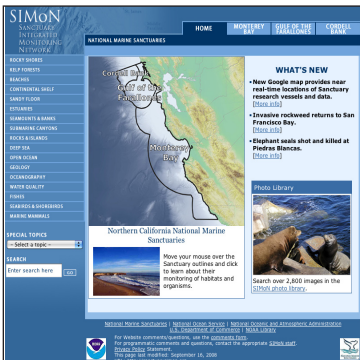 SIMoN
SANCTUARY
INTEGRATED
MONITORING
NETWORK
HOME
MONTEREY
BAY
GULF OF THE
FARALLONES
CORDELL
BANK
NATIONAL MARINE SANCTUARIES
ROCKY SHORES
KELP FORESTS
BEACHES
CONTINENTAL SHELF
SANDY FLOOR
ESTUARIES
SEAMOUNTS & BANKS
SUBMARINE CANYONS
ROCKS & ISLANDS
DEEP SEA
OPEN OCEAN
GEOLOGY
OCEANOGRAPHY
WATER QUALITY
FISHES
SEABIRDS & SHOREBIRDS
MARINE MAMMALS
SPECIAL TOPICS
-- Select a topic --
SEARCH
Enter search here
GO
Cordell Bank
Gulf of the
Farallones
Monterey
Bay
Northern California National Marine
Sanctuaries
Move your mouse over the
Sanctuary outlines and click
to learn about their
monitoring of habitats and
organisms.
WHAT'S NEW
• New Google map provides near
real-time locations of Sanctuary
research vessels and data.
[More info]
• Invasive rockweed returns to San
Francisco Bay.
[More info]
• Elephant seals shot and killed at
Piedras Blancas.
[More info]
Photo Library
Search over 2,800 images in the
SIMoN photo library.
National Marine Sanctuaries | National Ocean Service | National Oceanic and Atmospheric Administration
U.S. Department of Commerce | NOAA Library
For Website comments/questions, use the comments form.
For programmatic comments and questions, contact the appropriate SIMoN staff.
Privacy Policy Statement.
This page last modified: September 16, 2008